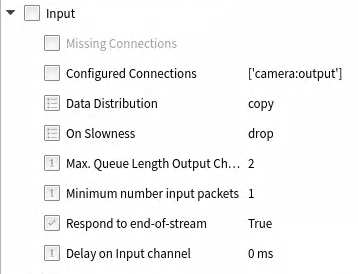 Input
Missing Connections
Configured Connections ['camera:output']
Data Distribution copy
On Slowness drop
Max. Queue Length Output Ch... 2
Minimum number input packets 1
Respond to end-of-stream True
Delay on Input channel 0 ms